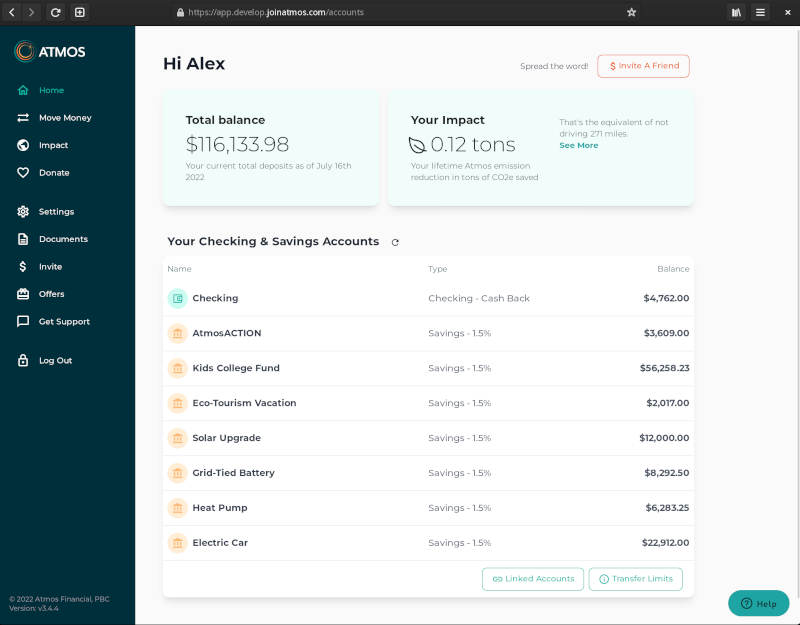 https://app.develop.joinatmos.com/accounts
ATMOS
Home
Move Money
Impact
Donate
Settings
Documents
Invite
Offers
Get Support
Log Out
© 2022 Atmos Financial, PBC
Version: v3.4.4
Hi Alex
Spread the word!
$ Invite A Friend
Total balance
$116,133.98
Your current total deposits as of July 16th
2022
Your Impact
0.12 tons
Your lifetime Atmos emission
reduction in tons of CO2e saved
That's the equivalent of not
driving 271 miles.
See More
Your Checking & Savings Accounts
Name Type Balance
Checking Checking - Cash Back $4,762.00
AtmosACTION Savings - 1.5% $3,609.00
Kids College Fund Savings - 1.5% $56,258.23
Eco-Tourism Vacation Savings - 1.5% $2,017.00
Solar Upgrade Savings - 1.5% $12,000.00
Grid-Tied Battery Savings - 1.5% $8,292.50
Heat Pump Savings - 1.5% $6,283.25
Electric Car Savings - 1.5% $22,912.00
Linked Accounts
Transfer Limits
Help